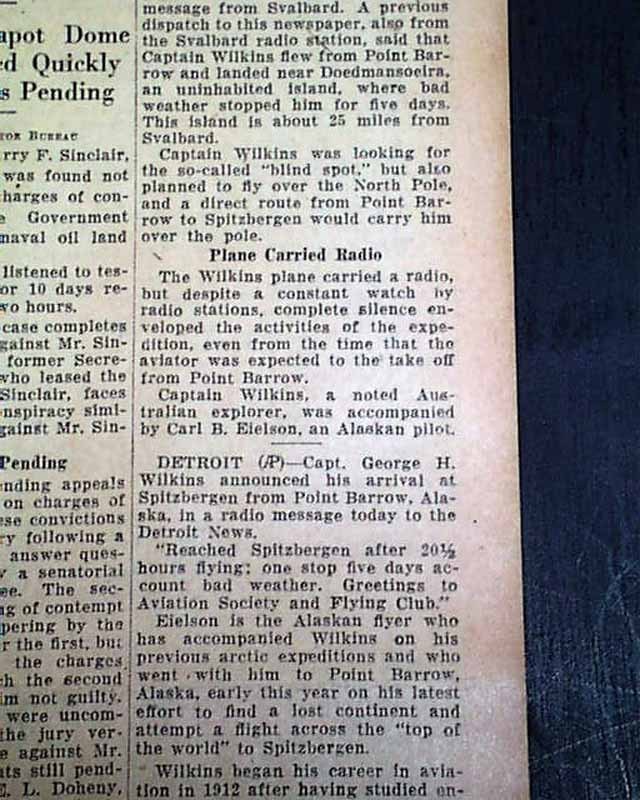 apot Dome
ed Quickly
s Pending
TOR BUREAU
rry F. Sinclair,
was found not
charges of con-
e Government
naval oil land
listened to tes-
or 10 days re-
wo hours.
case completes
against Mr. Sin-
former Secre-
who leased the
Sinclair, faces
nspiracy simi-
gainst Mr. Sin-
Pending
nding appeals
on charges of
ese convictions
ry following a
answer ques-
y a senatorial
ee. The sec-
ng of contempt
pering by the
r the first, but
the charges
ch the second
im not guilty.
were uncom-
the jury ver-
e against Mr.
nts still pend-
E. L. Doheny,
message from Svalbard. A previous
dispatch to this newspaper, also from
the Svalbard radio station, said that
Captain Wilkins flew from Point Bar-
row and landed near Doedmansoeira,
an uninhabited island, where bad
weather stopped him for five days.
This island is about 25 miles from
Svalbard.
Captain Wilkins was looking for
the so-called "blind spot," but also
planned to fly over the North Pole,
and a direct route from Point Bar-
row to Spitzbergen would carry him
over the pole.
Plane Carried Radio
The Wilkins plane carried a radio,
but despite a constant watch by
radio stations, complete silence en-
veloped the activities of the expe-
dition, even from the time that the
aviator was expected to the take off
from Point Barrow.
Captain Wilkins, a noted Aus-
tralian explorer, was accompanied
by Carl B. Eielson, an Alaskan pilot.
DETROIT (AP)—Capt. George H.
Wilkins announced his arrival at
Spitzbergen from Point Barrow, Ala-
ska, in a radio message today to the
Detroit News.
"Reached Spitzbergen after 20½
hours flying; one stop five days ac-
count bad weather. Greetings to
Aviation Society and Flying Club."
Eielson is the Alaskan flyer who
has accompanied Wilkins on his
previous arctic expeditions and who
went with him to Point Barrow,
Alaska, early this year on his latest
effort to find a lost continent and
attempt a flight across the "top of
the world" to Spitzbergen.
Wilkins began his career in avia-
tion in 1912 after having studied en-